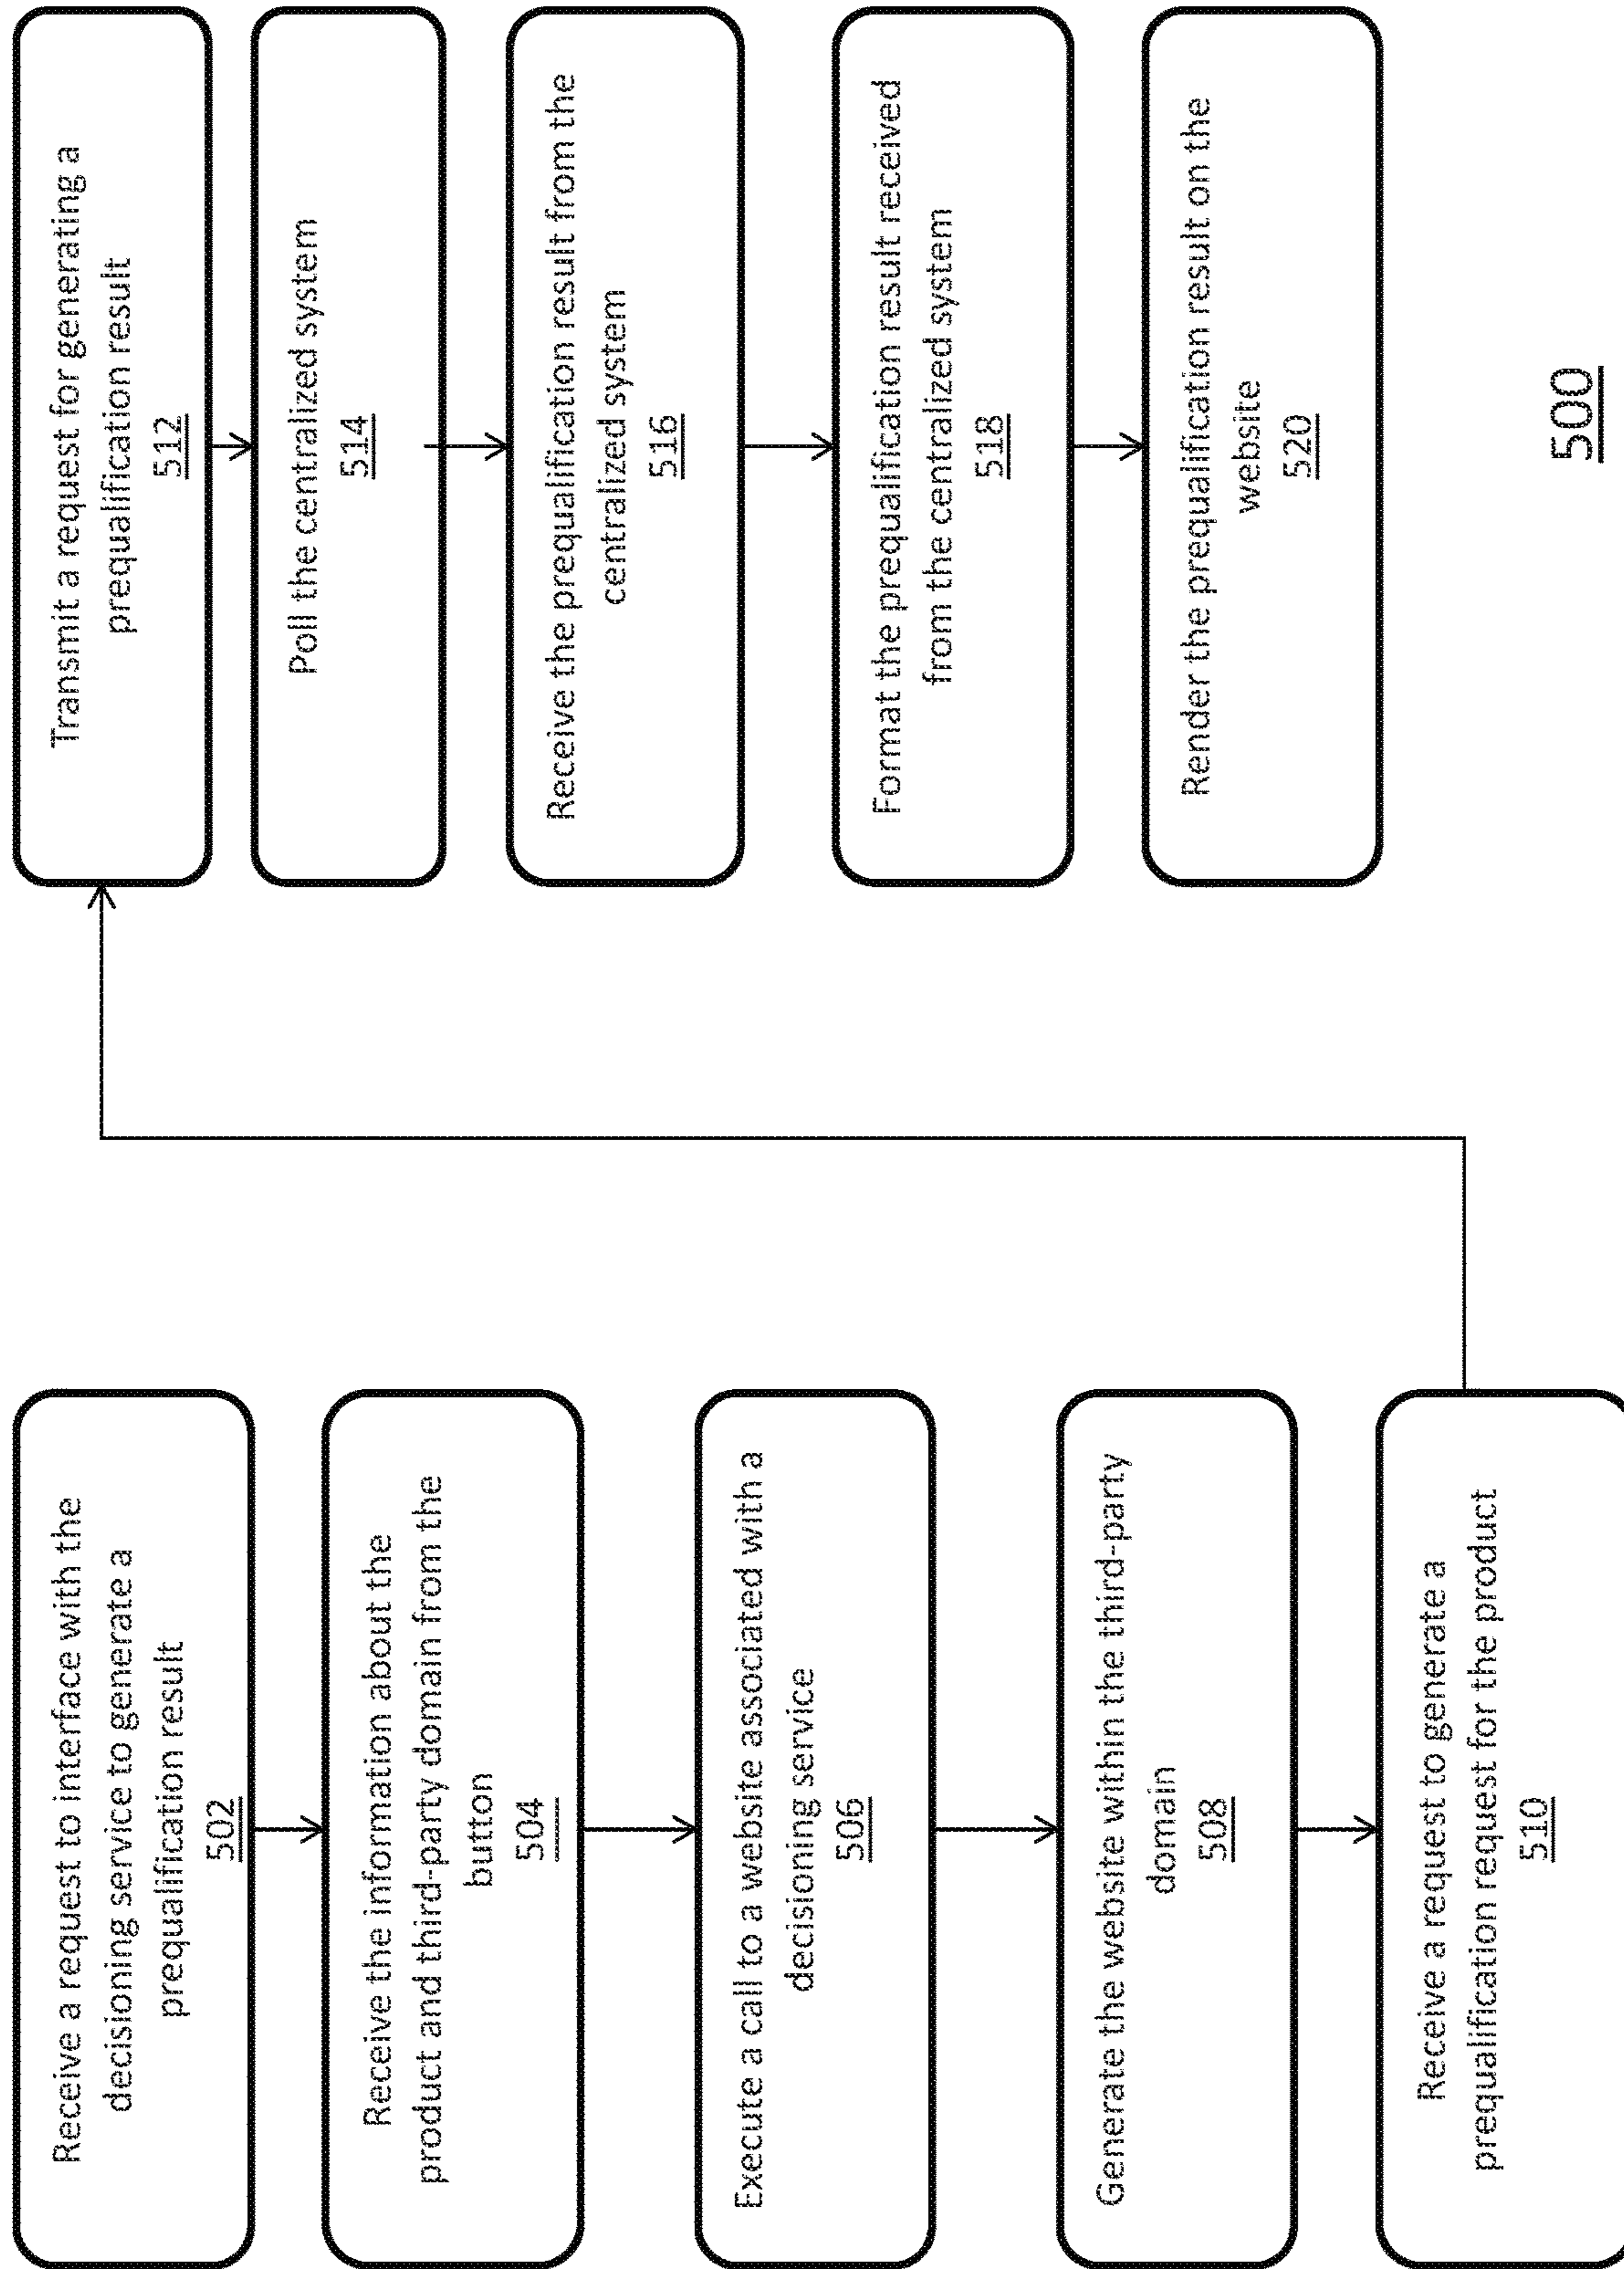 Receive a request to interface with the
decisioning service to generate a
prequalification result
502
Receive the information about the
product and third-party domain from the
button
504
Execute a call to a website associated with a
decisioning service
506
Generate the website within the third-party
domain
508
Receive a request to generate a
prequalification request for the product
510
Transmit a request for generating a
prequalification result
512
Poll the centralized system
514
Receive the prequalification result from the
centralized system
516
Format the prequalification result received
from the centralized system
518
Render the prequalification result on the
website
520
500